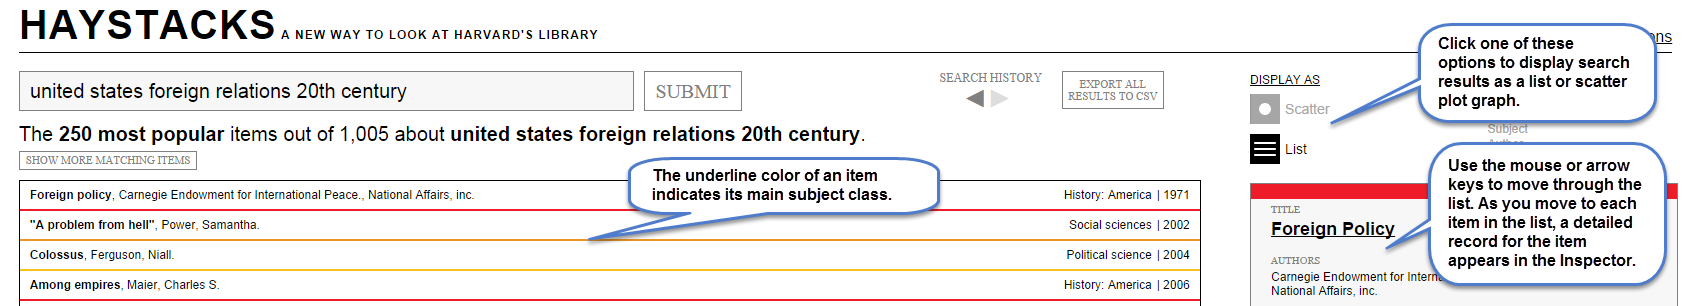 HAYSTACKS A NEW WAY TO LOOK AT HARVARD'S LIBRARY
united states foreign relations 20th century
SUBMIT
SEARCH HISTORY
EXPORT ALL
RESULTS TO CSV
The 250 most popular items out of 1,005 about united states foreign relations 20th century.
SHOW MORE MATCHING ITEMS
The underline color of an item
indicates its main subject class.
Foreign policy, Carnegie Endowment for International Peace., National Affairs, inc.
History: America | 1971
"A problem from hell", Power, Samantha.
Social sciences | 2002
Colossus, Ferguson, Niall.
Political science | 2004
Among empires, Maier, Charles S.
History: America | 2006
DISPLAY AS
Scatter
List
Click one of these
options to display search
results as a list or scatter
plot graph.
Subject
Use the mouse or arrow
keys to move through the
list. As you move to each
item in the list, a detailed
record for the item
appears in the Inspector.
TITLE
Foreign Policy
AUTHORS
Carnegie Endowment for
National Affairs, inc.